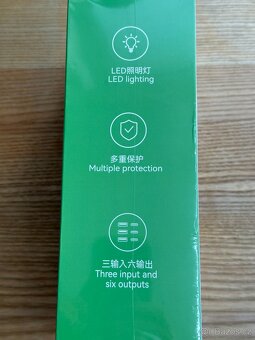 LED照明灯
LED lighting
多重保护
Multiple protection
三输入六输出
Three input and
six outputs